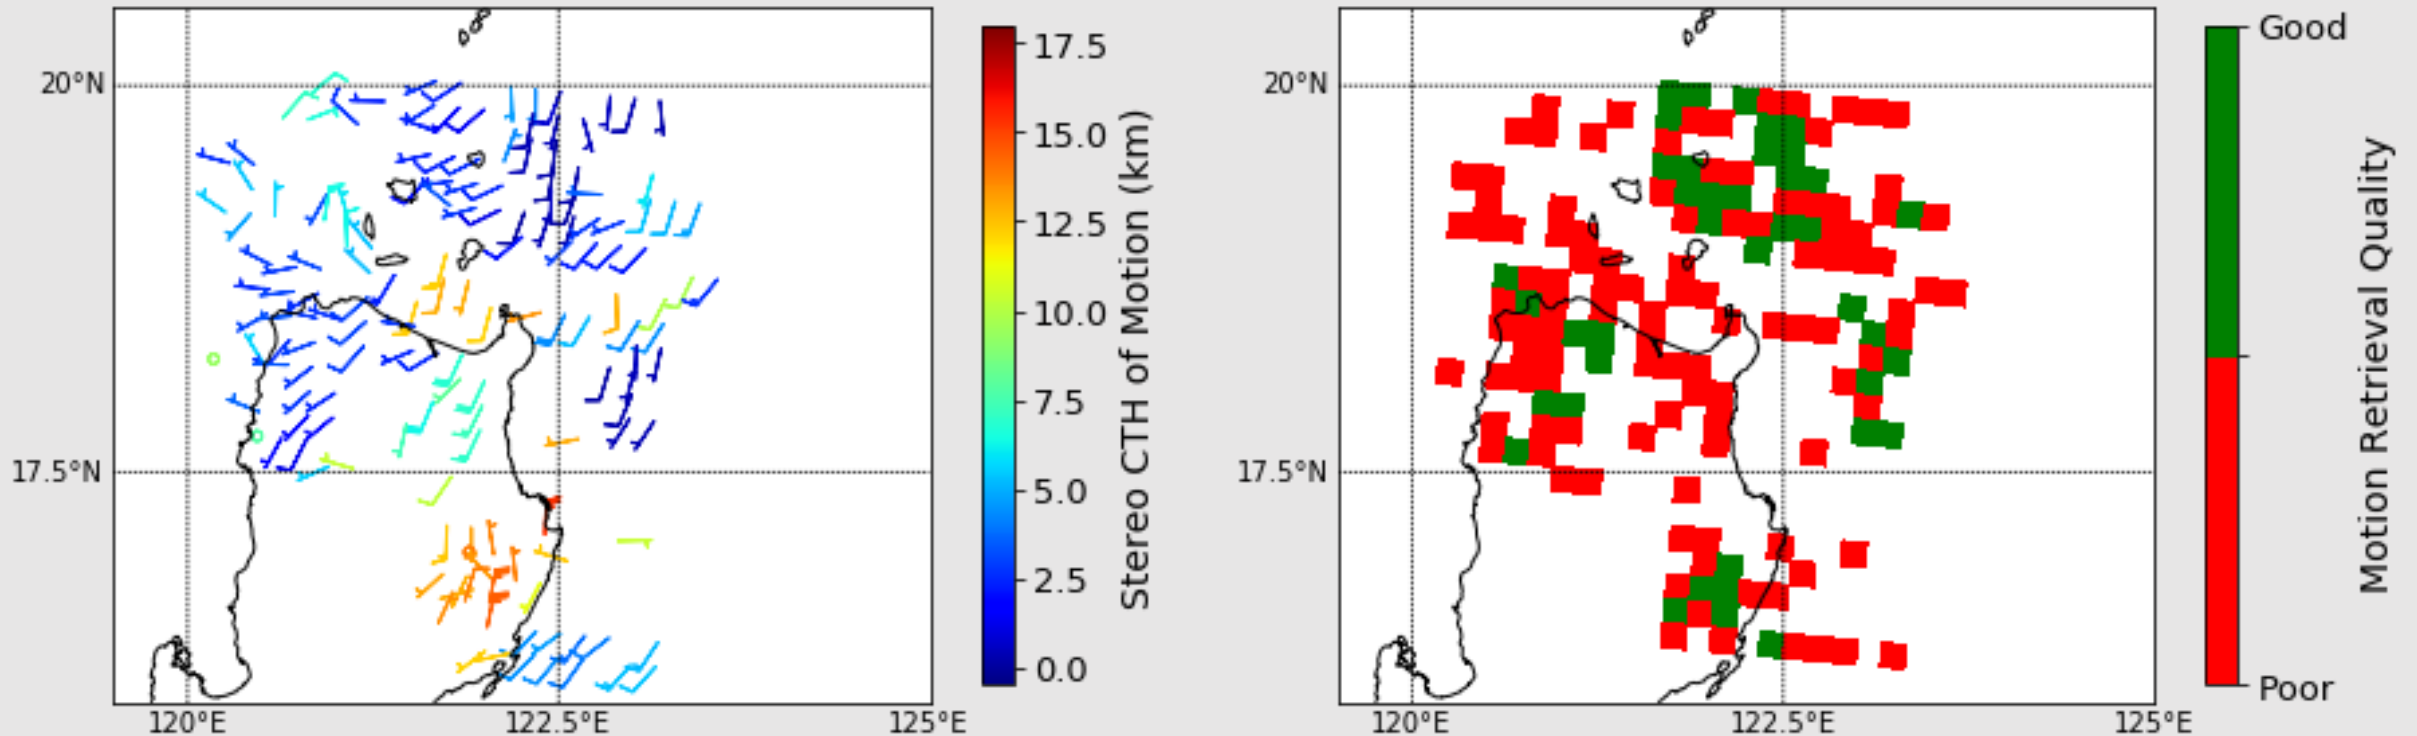 20°N
17.5°N
120°E
122.5°E
125°E
17.5
15.0
12.5
10.0
7.5
5.0
2.5
0.0
Stereo CTH of Motion (km)
20°N
17.5°N
120°E
122.5°E
125°E
Good
Poor
Motion Retrieval Quality